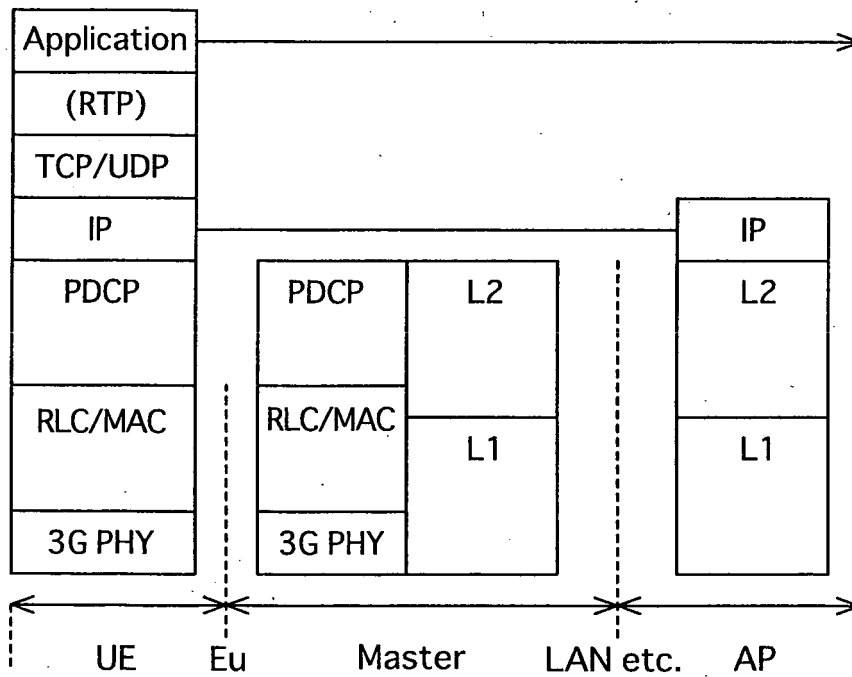 Application
(RTP)
TCP/UDP
IP
IP
PDCP
PDCP
L2
L2
RLC/MAC
RLC/MAC
L1
L1
3G PHY
3G PHY
UE
Eu
Master
LAN etc.
AP